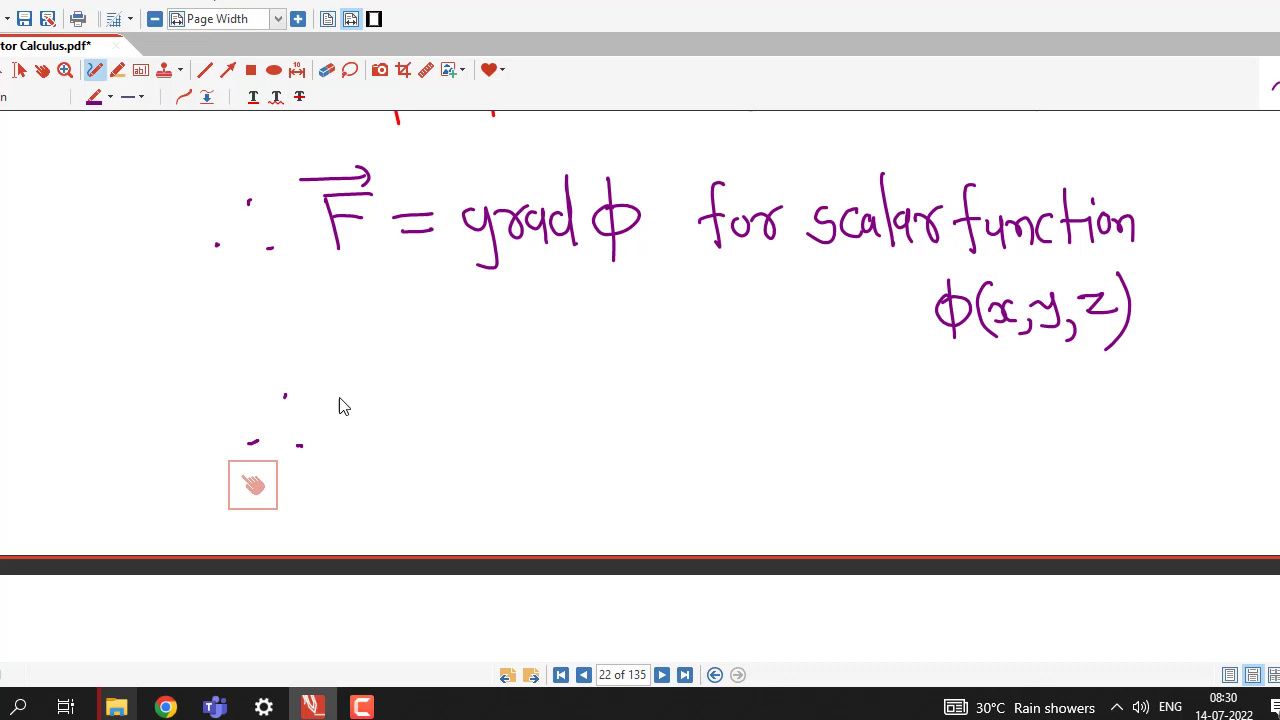 Page Width
tor Calculus.pdf*
10
n
T T T
∴ F⃗ = grad ϕ for scalar function
ϕ(x, y, z)
∴
22 of 135
30°C Rain showers ENG 08:30
14-07-2022